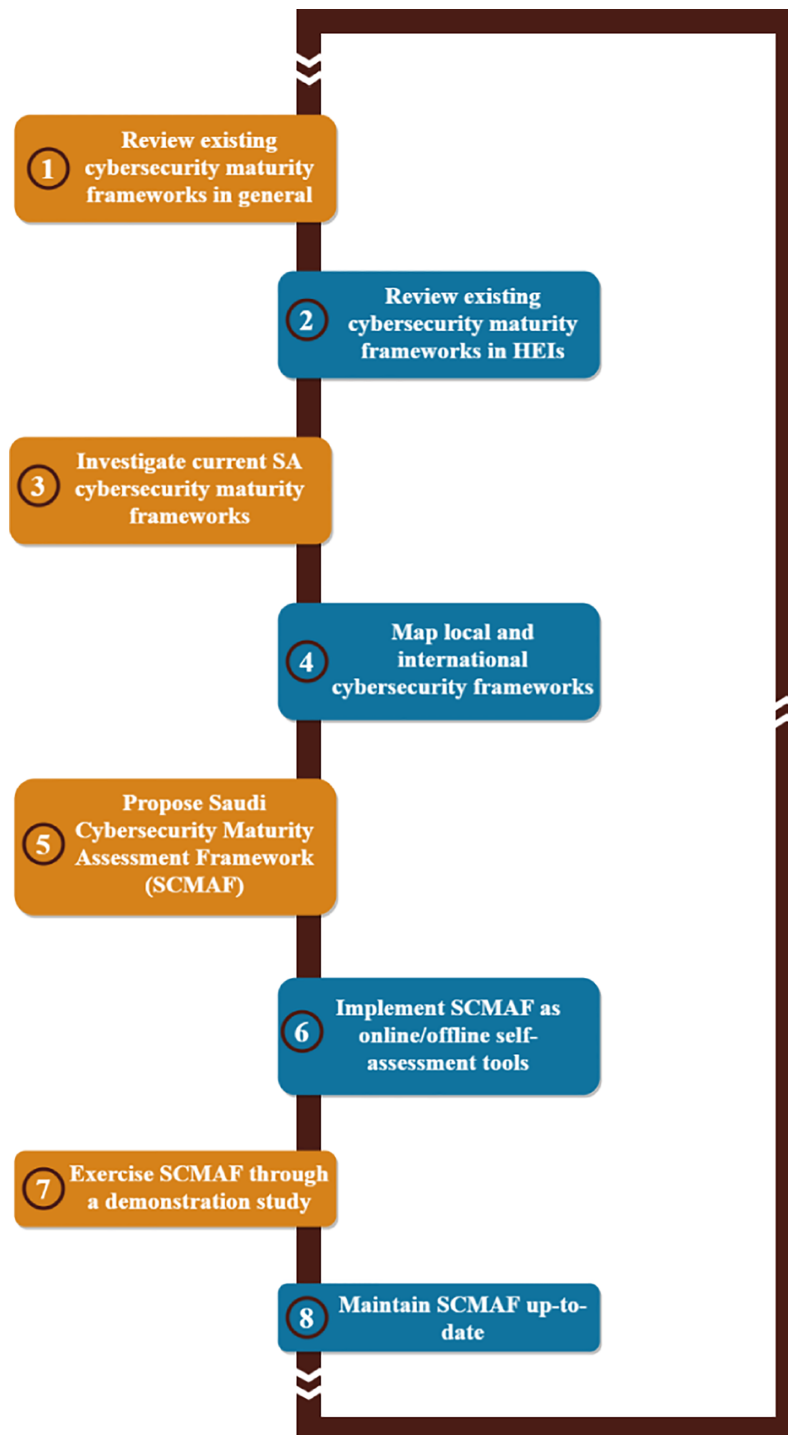 1
Review existing
cybersecurity maturity
frameworks in general
2
Review existing
cybersecurity maturity
frameworks in HEIs
3
Investigate current SA
cybersecurity maturity
frameworks
4
Map local and
international
cybersecurity frameworks
5
Propose Saudi
Cybersecurity Maturity
Assessment Framework
(SCMAF)
6
Implement SCMAF as
online/offline self-
assessment tools
7
Exercise SCMAF through
a demonstration study
8
Maintain SCMAF up-to-
date